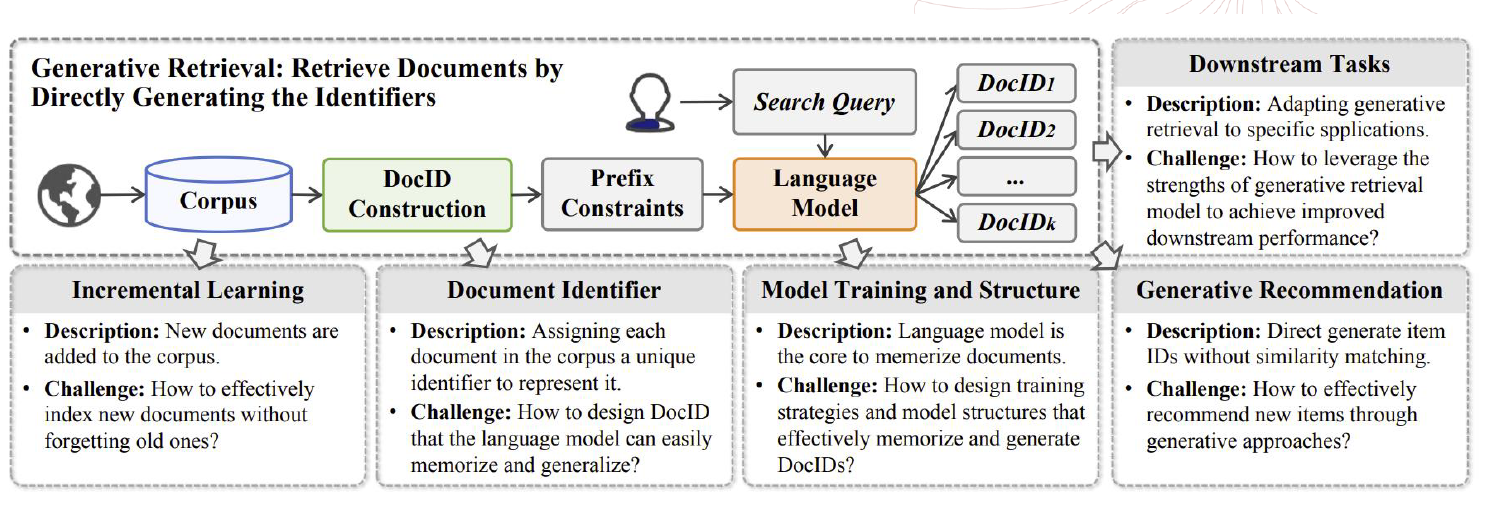 Generative Retrieval: Retrieve Documents by
Directly Generating the Identifiers
Corpus
DocID
Construction
Prefix
Constraints
Search Query
Language
Model
DocID1
DocID2
...
DocIDk
Downstream Tasks
• Description: Adapting generative
retrieval to specific spplications.
• Challenge: How to leverage the
strengths of generative retrieval
model to achieve improved
downstream performance?
Incremental Learning
• Description: New documents are
added to the corpus.
• Challenge: How to effectively
index new documents without
forgetting old ones?
Document Identifier
• Description: Assigning each
document in the corpus a unique
identifier to represent it.
• Challenge: How to design DocID
that the language model can easily
memorize and generalize?
Model Training and Structure
• Description: Language model is
the core to memerize documents.
• Challenge: How to design training
strategies and model structures that
effectively memorize and generate
DocIDs?
Generative Recommendation
• Description: Direct generate item
IDs without similarity matching.
• Challenge: How to effectively
recommend new items through
generative approaches?